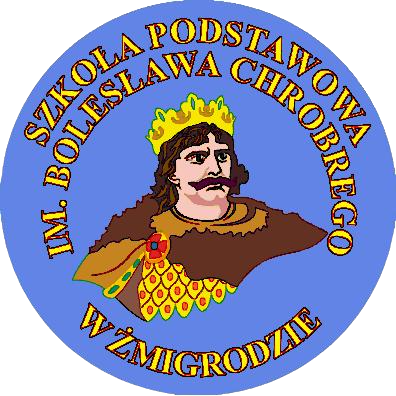 SZKOŁA PODSTAWOWA
IM. BOLESŁAWA CHROBREGO
W ŻMIGRODZIE